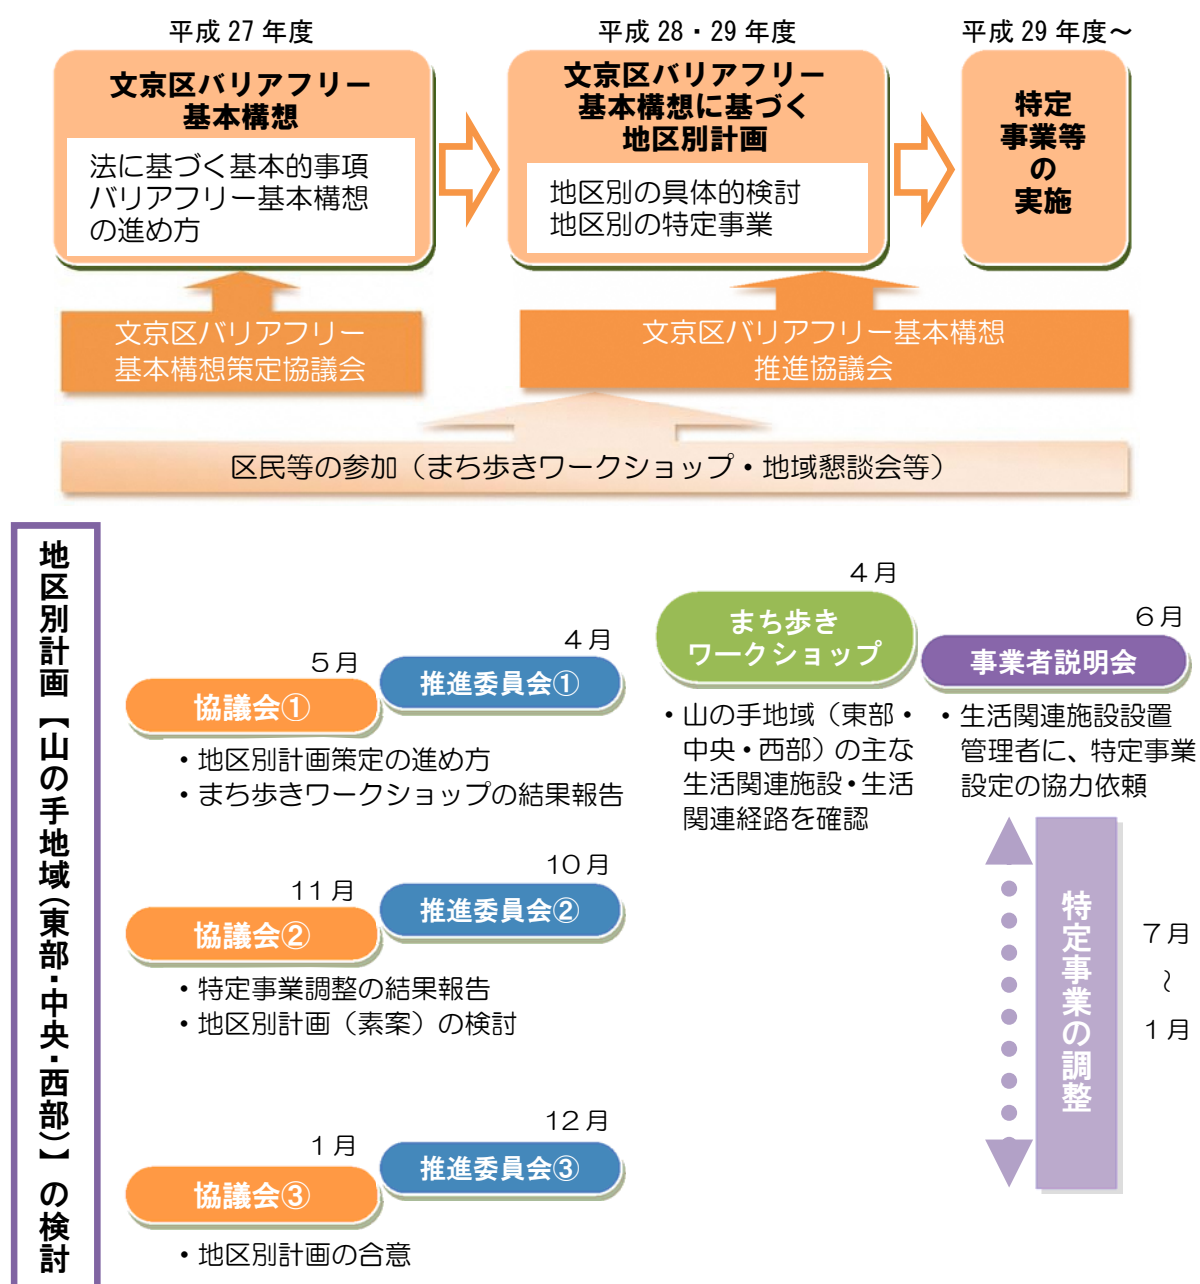 平成 27 年度
文京区バリアフリー
基本構想
法に基づく基本的事項
バリアフリー基本構想
の進め方
平成 28・29 年度
文京区バリアフリー
基本構想に基づく
地区別計画
地区別の具体的検討
地区別の特定事業
平成 29 年度～
特定
事業等
の
実施
文京区バリアフリー
基本構想策定協議会
文京区バリアフリー基本構想
推進協議会
区民等の参加（まち歩きワークショップ・地域懇談会等）
地区別計画【山の手地域（東部・中央・西部）】の検討
5月
協議会①
4月
推進委員会①
・地区別計画策定の進め方
・まち歩きワークショップの結果報告
4月
まち歩き
ワークショップ
・山の手地域（東部・
中央・西部）の主な
生活関連施設・生活
関連経路を確認
6月
事業者説明会
・生活関連施設設置
管理者に、特定事業
設定の協力依頼
11月
協議会②
10月
推進委員会②
・特定事業調整の結果報告
・地区別計画（素案）の検討
特定事業の調整
7月
～
1月
1月
協議会③
12月
推進委員会③
・地区別計画の合意